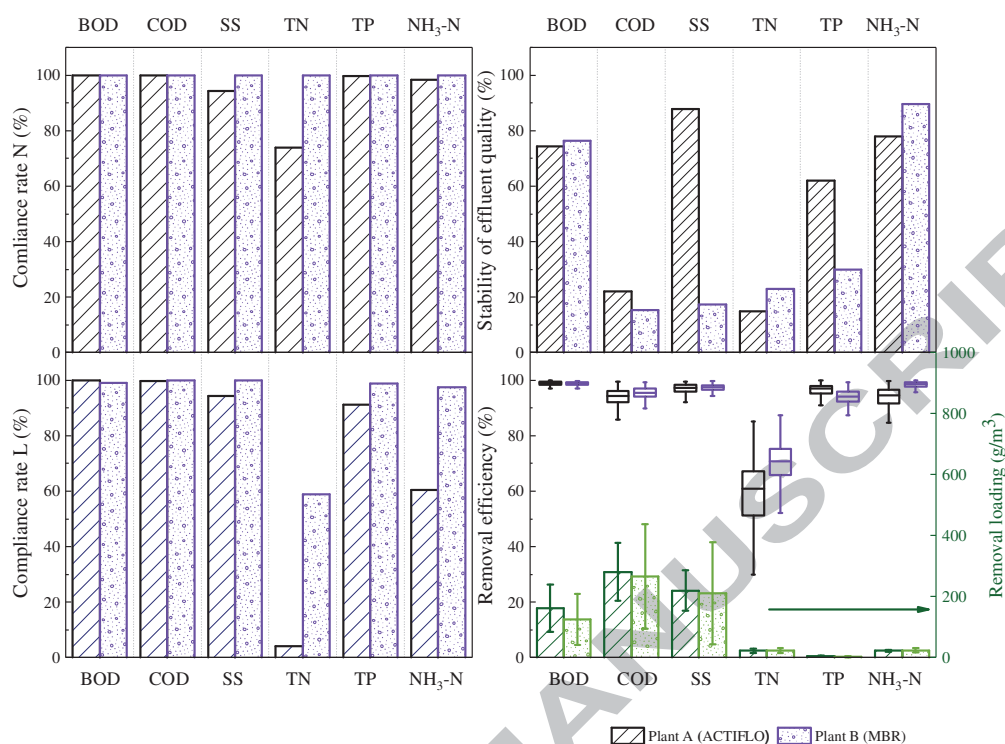 BOD COD SS TN TP NH3-N
BOD COD SS TN TP NH3-N
Comliance rate N (%)
100
80
60
40
20
0
Stability of effluent quality (%)
100
80
60
40
20
0
Compliance rate L (%)
100
80
60
40
20
0
Removal efficiency (%)
100
80
60
40
20
0
1000
800
600
400
200
0
Removal loading (g/m3)
BOD COD SS TN TP NH3-N
BOD COD SS TN TP NH3-N
Plant A (ACTIFLO) Plant B (MBR)
ANUSCRIP